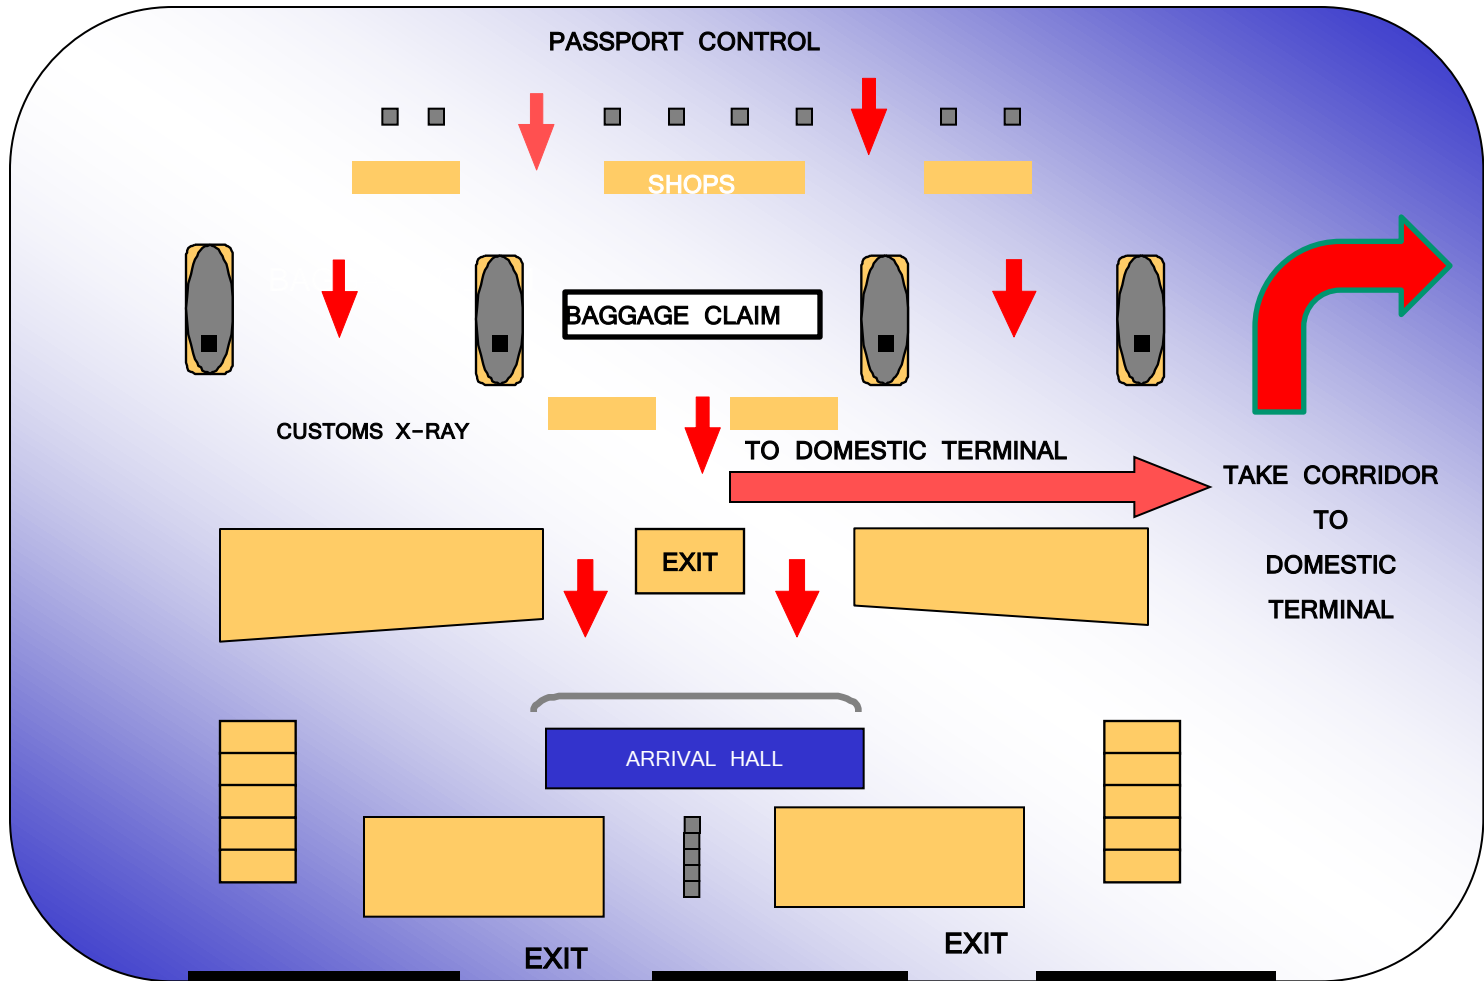 PASSPORT CONTROL
SHOPS
BAGGAGE CLAIM
CUSTOMS X-RAY
TO DOMESTIC TERMINAL
TAKE CORRIDOR
TO
DOMESTIC
TERMINAL
EXIT
ARRIVAL HALL
EXIT
EXIT